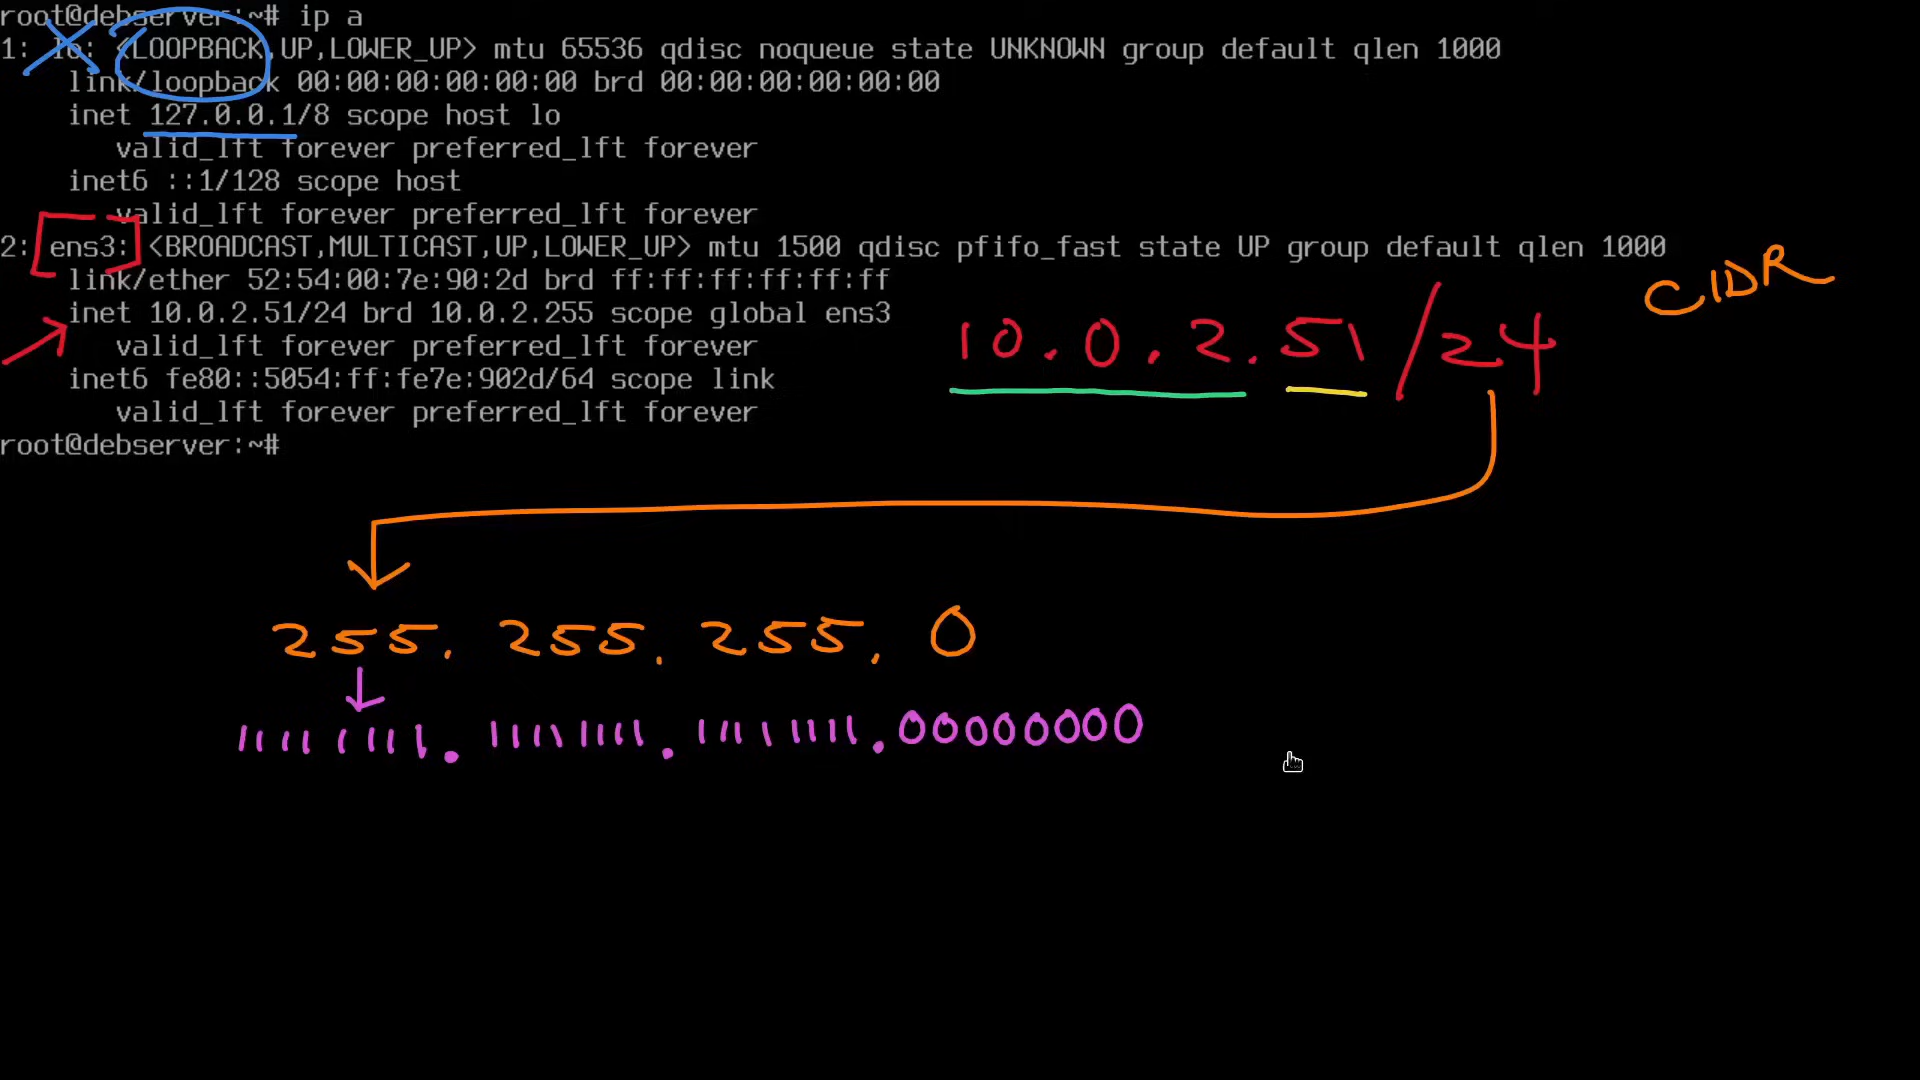 root@debserver:~# ip a
1: lo: <LOOPBACK,UP,LOWER_UP> mtu 65536 qdisc noqueue state UNKNOWN group default qlen 1000
link/loopback 00:00:00:00:00:00 brd 00:00:00:00:00:00
inet 127.0.0.1/8 scope host lo
valid_lft forever preferred_lft forever
inet6 ::1/128 scope host
valid_lft forever preferred_lft forever
2: ens3: <BROADCAST,MULTICAST,UP,LOWER_UP> mtu 1500 qdisc pfifo_fast state UP group default qlen 1000
link/ether 52:54:00:7e:90:2d brd ff:ff:ff:ff:ff:ff
inet 10.0.2.51/24 brd 10.0.2.255 scope global ens3
valid_lft forever preferred_lft forever
inet6 fe80::5054:ff:fe7e:902d/64 scope link
valid_lft forever preferred_lft forever
root@debserver:~#
CIDR
10.0.2.51/24
255.255.255.0
11111111.11111111.11111111.00000000